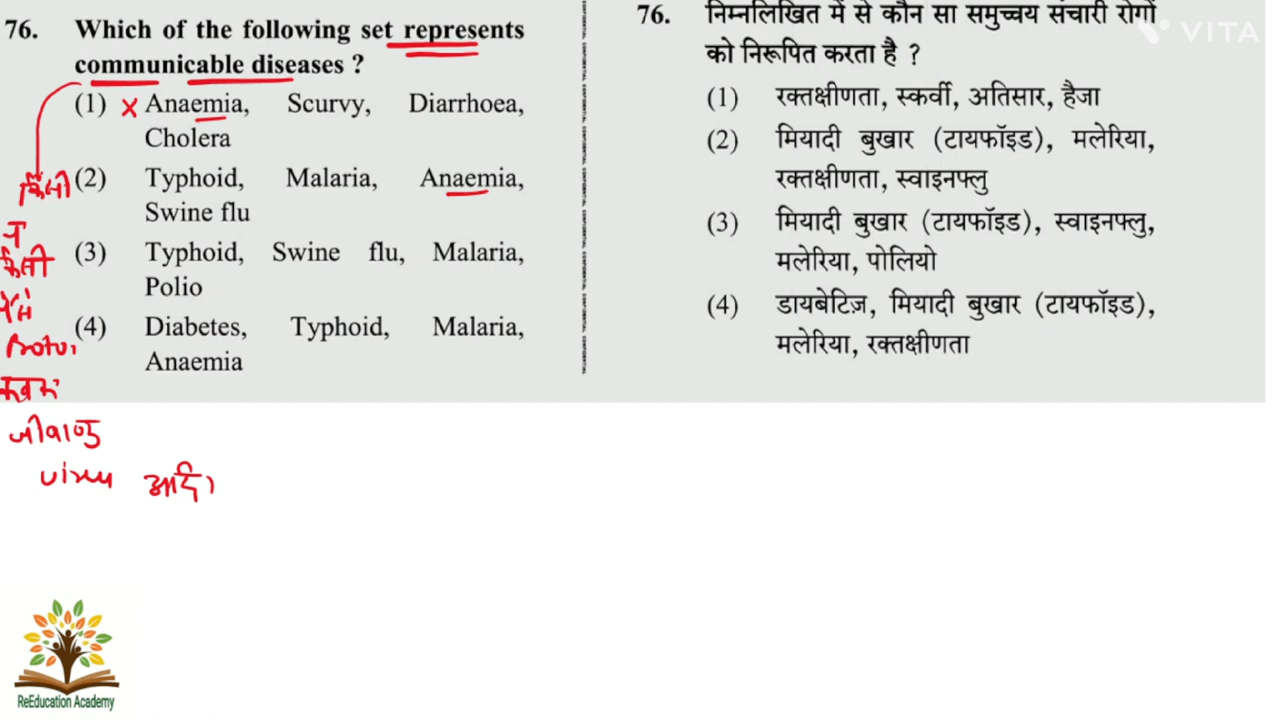 76. Which of the following set represents
communicable diseases ?
(1) x Anaemia, Scurvy, Diarrhoea,
Cholera
(2) Typhoid, Malaria, Anaemia,
Swine flu
(3) Typhoid, Swine flu, Malaria,
Polio
(4) Diabetes, Typhoid, Malaria,
Anaemia
किसी
न
किसी
जीवाणु
आदि।
76. निम्नलिखित में से कौन सा समुच्चय संचारी रोगों
को निरूपित करता है ?
(1) रक्तक्षीणता, स्कर्वी, अतिसार, हैजा
(2) मियादी बुखार (टायफॉइड), मलेरिया,
रक्तक्षीणता, स्वाइनफ्लु
(3) मियादी बुखार (टायफॉइड), स्वाइनफ्लु,
मलेरिया, पोलियो
(4) डायबेटिज़, मियादी बुखार (टायफॉइड),
मलेरिया, रक्तक्षीणता
VITA
ReEducation Academy